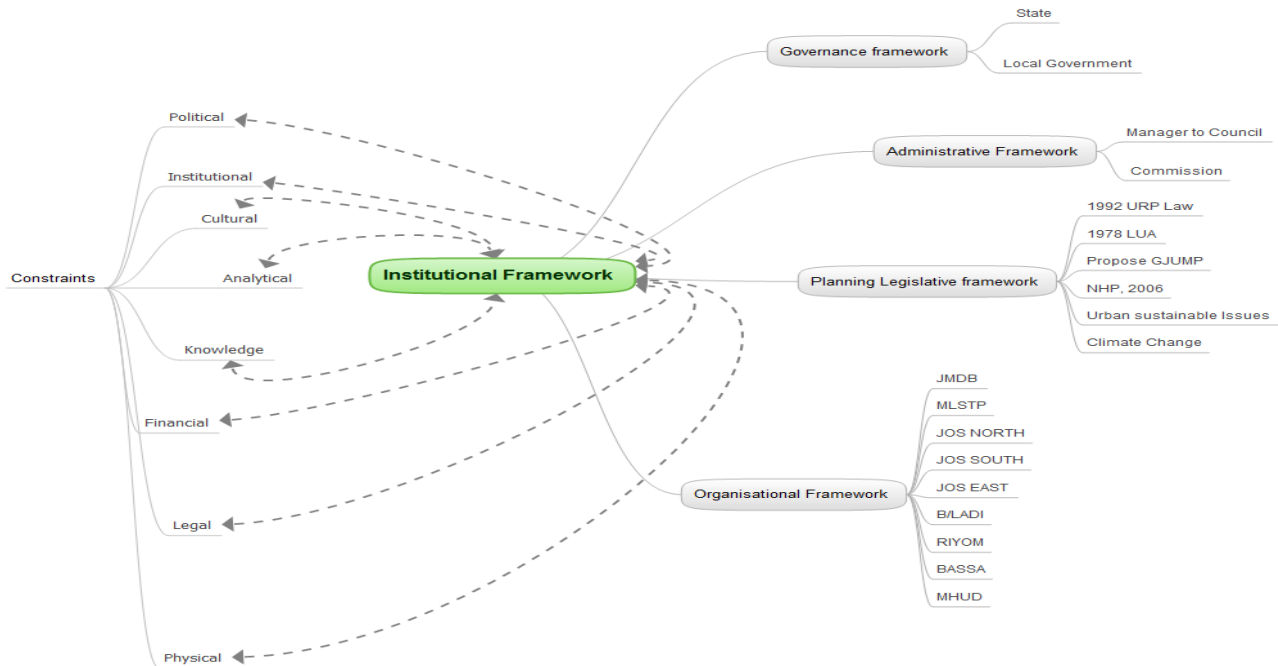 Constraints
Political
Institutional
Cultural
Analytical
Knowledge
Financial
Legal
Physical
Institutional Framework
Governance framework
State
Local Government
Administrative Framework
Manager to Council
Commission
Planning Legislative framework
1992 URP Law
1978 LUA
Propose GJUMP
NHP, 2006
Urban sustainable Issues
Climate Change
Organisational Framework
JMDB
MLSTP
JOS NORTH
JOS SOUTH
JOS EAST
B/LADI
RIYOM
BASSA
MHUD